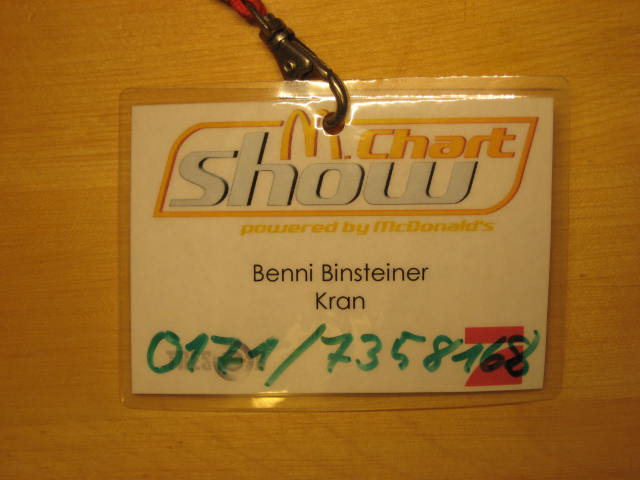 M. Chart
show
powered by McDonald's
Benni Binsteiner
Kran
0171/7358168